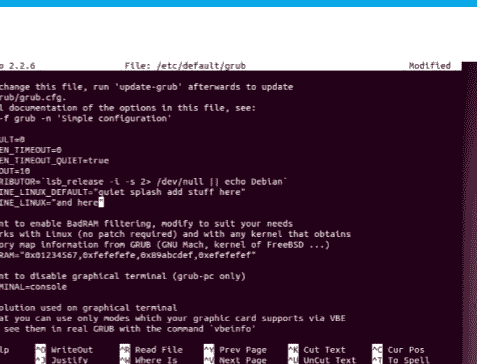 o 2.2.6 File: /etc/default/grub Modified
change this file, run 'update-grub' afterwards to update
rub/grub.cfg.
l documentation of the options in this file, see:
-f grub -n 'Simple configuration'
ULT=0
EN_TIMEOUT=0
EN_TIMEOUT_QUIET=true
OUT=10
RIBUTOR=`lsb_release -i -s 2> /dev/null || echo Debian`
INE_LINUX_DEFAULT="quiet splash add stuff here"
INE_LINUX="and here"
nt to enable BadRAM filtering, modify to suit your needs
rks with Linux (no patch required) and with any kernel that obtains
ory map information from GRUB (GNU Mach, kernel of FreeBSD ...)
RAM="0x01234567,0xfefefefe,0x89abcdef,0xefefefef"
nt to disable graphical terminal (grub-pc only)
MINAL=console
olution used on graphical terminal
at you can use only modes which your graphic card supports via VBE
see them in real GRUB with the command `vbeinfo'
lp ^O WriteOut ^R Read File ^Y Prev Page ^K Cut Text ^C Cur Pos
^J Justify ^W Where Is ^V Next Page ^U UnCut Text ^T To Spell